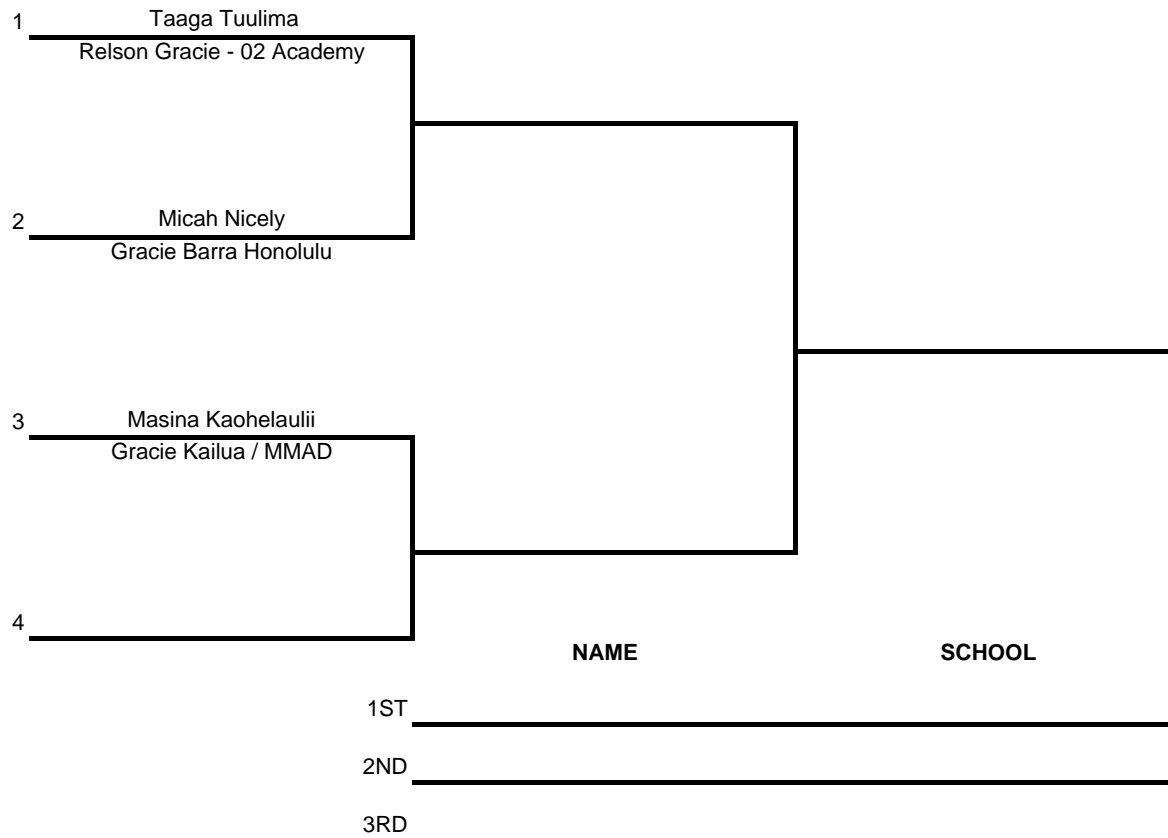 1 Taaga Tuulima
Relson Gracie - 02 Academy
2 Micah Nicely
Gracie Barra Honolulu
3 Masina Kaohelaulii
Gracie Kailua / MMAD
4
NAME SCHOOL
1ST
2ND
3RD